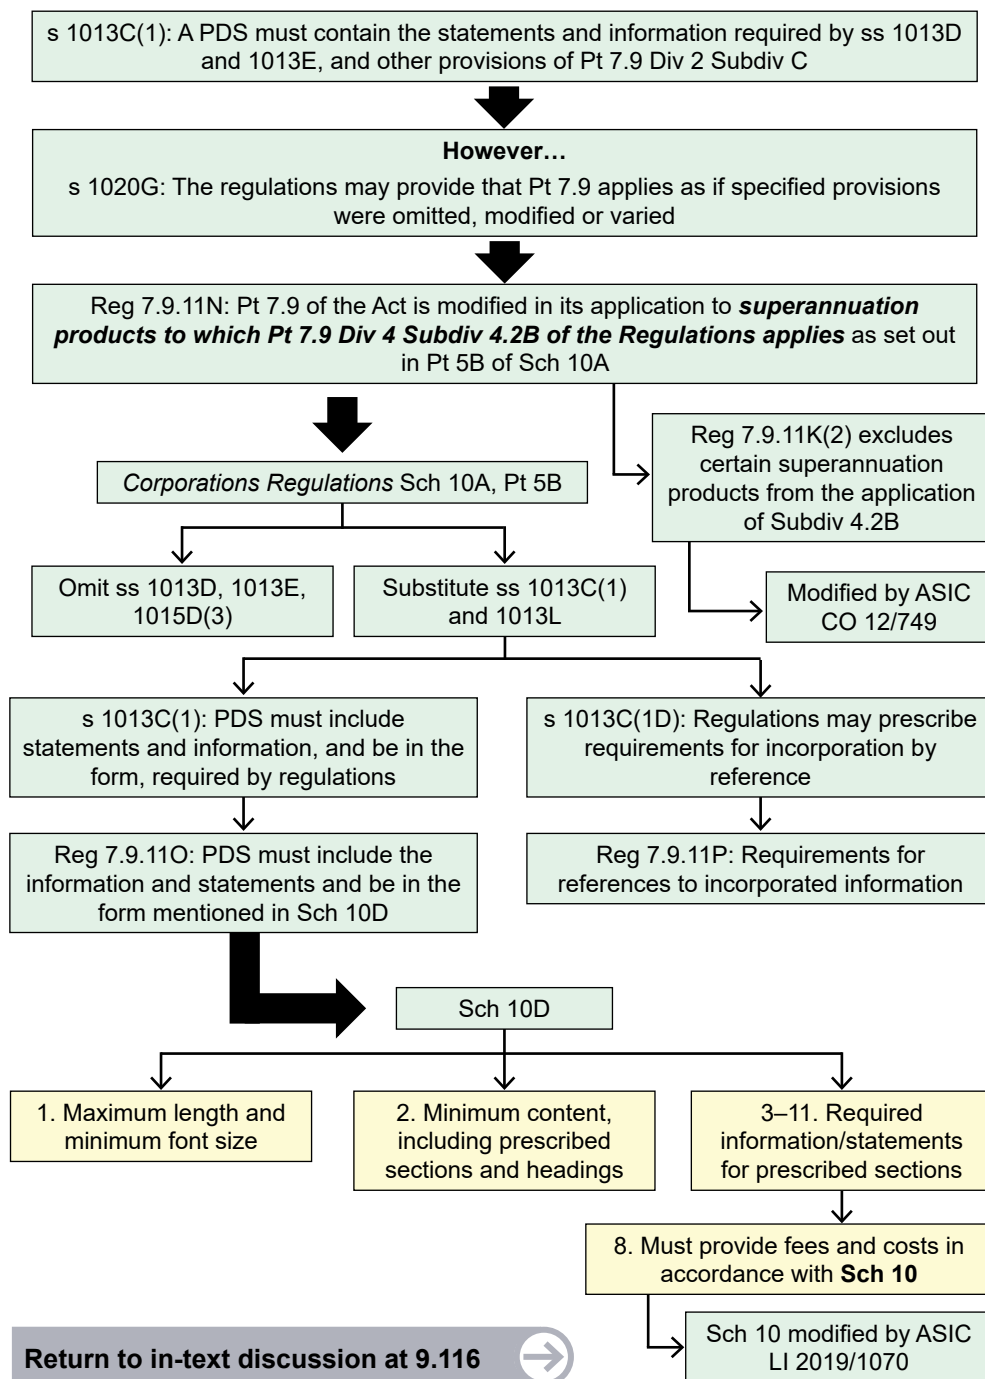 s 1013C(1): A PDS must contain the statements and information required by ss 1013D
and 1013E, and other provisions of Pt 7.9 Div 2 Subdiv C
However…
s 1020G: The regulations may provide that Pt 7.9 applies as if specified provisions
were omitted, modified or varied
Reg 7.9.11N: Pt 7.9 of the Act is modified in its application to superannuation
products to which Pt 7.9 Div 4 Subdiv 4.2B of the Regulations applies as set out
in Pt 5B of Sch 10A
Reg 7.9.11K(2) excludes
certain superannuation
products from the application
of Subdiv 4.2B
Corporations Regulations Sch 10A, Pt 5B
Omit ss 1013D, 1013E,
1015D(3)
Substitute ss 1013C(1)
and 1013L
Modified by ASIC
CO 12/749
s 1013C(1): PDS must include
statements and information, and be in the
form, required by regulations
s 1013C(1D): Regulations may prescribe
requirements for incorporation by
reference
Reg 7.9.11O: PDS must include the
information and statements and be in the
form mentioned in Sch 10D
Reg 7.9.11P: Requirements for
references to incorporated information
Sch 10D
1. Maximum length and
minimum font size
2. Minimum content,
including prescribed
sections and headings
3–11. Required
information/statements
for prescribed sections
8. Must provide fees and costs in
accordance with Sch 10
Sch 10 modified by ASIC
LI 2019/1070
Return to in-text discussion at 9.116